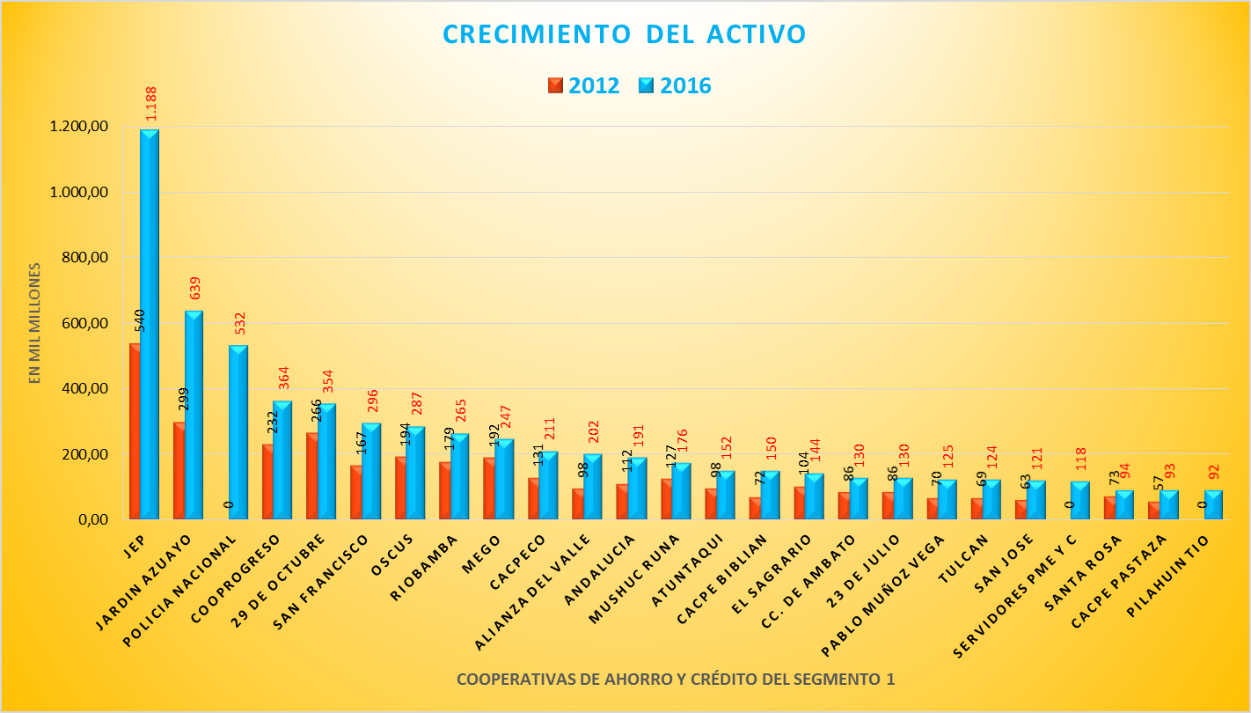 CRECIMIENTO DEL ACTIVO
2012 2016
EN MIL MILLONES
1.200,00
1.000,00
800,00
600,00
400,00
200,00
0,00
540
299
0
232
266
167
194
179
192
131
98
112
127
98
72
104
86
86
70
69
63
0
73
57
0
1.188
639
532
364
354
296
287
265
247
211
202
191
176
152
150
144
130
130
125
124
121
118
94
93
92
JEP
JARDIN AZUAYO
POLICIA NACIONAL
COOPROGRESO
29 DE OCTUBRE
SAN FRANCISCO
OSCUS
RIOBAMBA
MEGO
CACPECO
ALIANZA DEL VALLE
ANDALUCIA
MUSHUC RUNA
ATUNTAQUI
CACPE BIBLIAN
EL SAGRARIO
CC. DE AMBATO
23 DE JULIO
PABLO MUÑOZ VEGA
TULCAN
SAN JOSE
SERVIDORES PME Y C
SANTA ROSA
CACPE PASTAZA
PILAHUIN TIO
COOPERATIVAS DE AHORRO Y CRÉDITO DEL SEGMENTO 1